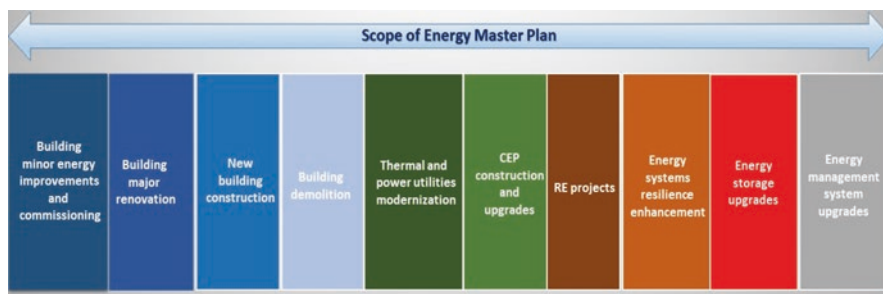 Scope of Energy Master Plan
Building
minor energy
improvements
and
commissioning
Building
major
renovation
New
building
construction
Building
demolition
Thermal and
power utilities
modernization
CEP
construction
and
upgrades
RE projects
Energy
systems
resilience
enhancement
Energy
storage
upgrades
Energy
management
system
upgrades